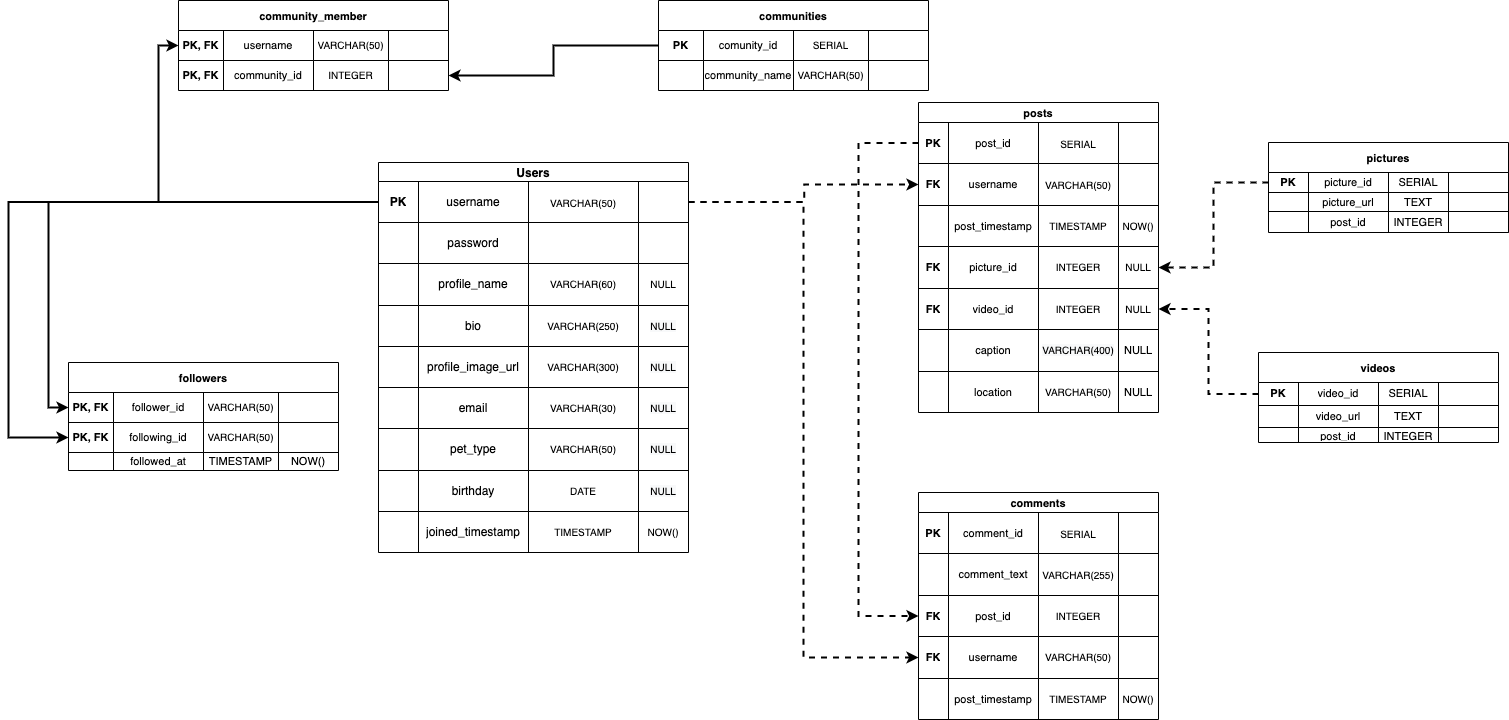 community_member
PK, FK username VARCHAR(50)
PK, FK community_id INTEGER
communities
PK comunity_id SERIAL
community_name VARCHAR(50)
Users
PK username VARCHAR(50)
password
profile_name VARCHAR(60) NULL
bio VARCHAR(250) NULL
profile_image_url VARCHAR(300) NULL
email VARCHAR(30) NULL
pet_type VARCHAR(50) NULL
birthday DATE NULL
joined_timestamp TIMESTAMP NOW()
followers
PK, FK follower_id VARCHAR(50)
PK, FK following_id VARCHAR(50)
followed_at TIMESTAMP NOW()
posts
PK post_id SERIAL
FK username VARCHAR(50)
post_timestamp TIMESTAMP NOW()
FK picture_id INTEGER NULL
FK video_id INTEGER NULL
caption VARCHAR(400) NULL
location VARCHAR(50) NULL
pictures
PK picture_id SERIAL
picture_url TEXT
post_id INTEGER
videos
PK video_id SERIAL
video_url TEXT
post_id INTEGER
comments
PK comment_id SERIAL
comment_text VARCHAR(255)
FK post_id INTEGER
FK username VARCHAR(50)
post_timestamp TIMESTAMP NOW()